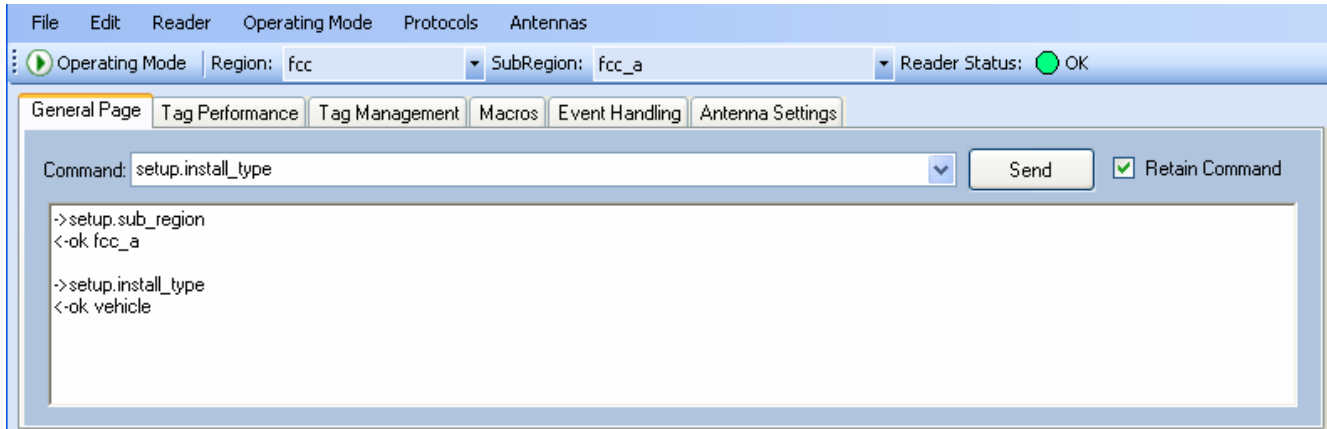 File Edit Reader Operating Mode Protocols Antennas
Operating Mode Region: fcc SubRegion: fcc_a Reader Status: OK
General Page Tag Performance Tag Management Macros Event Handling Antenna Settings
Command: setup.install_type Send Retain Command
->setup.sub_region
<-ok fcc_a
->setup.install_type
<-ok vehicle